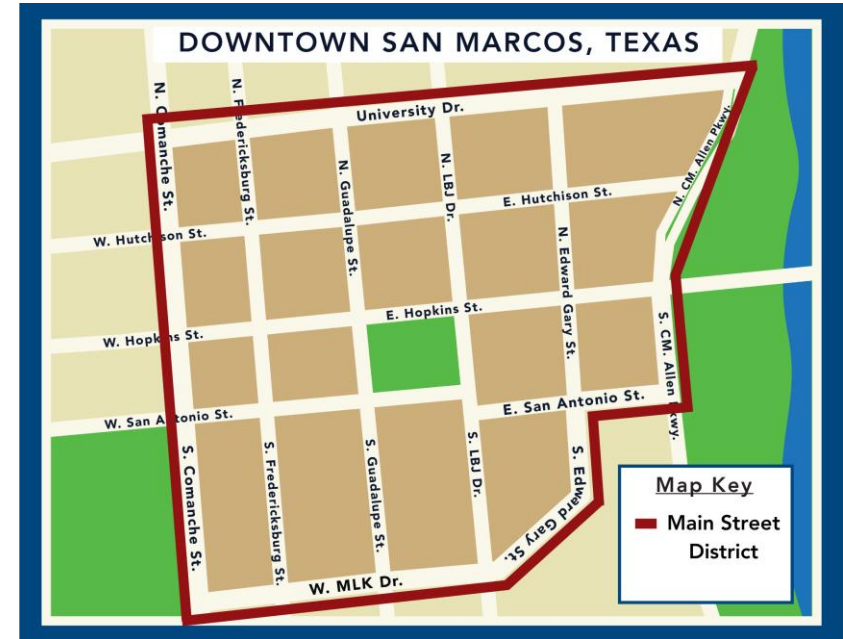 DOWNTOWN SAN MARCOS, TEXAS
University Dr.
N. Comanche St.
N. Fredericksburg St.
N. Guadalupe St.
N. LBJ Dr.
N. CM. Allen Pkwy.
W. Hutchison St.
E. Hutchison St.
N. Edward Gary St.
W. Hopkins St.
E. Hopkins St.
S. CM. Allen Pkwy.
W. San Antonio St.
E. San Antonio St.
S. Comanche St.
S. Fredericksburg St.
S. Guadalupe St.
S. LBJ Dr.
S. Edward Gary St.
W. MLK Dr.
Map Key
Main Street
District